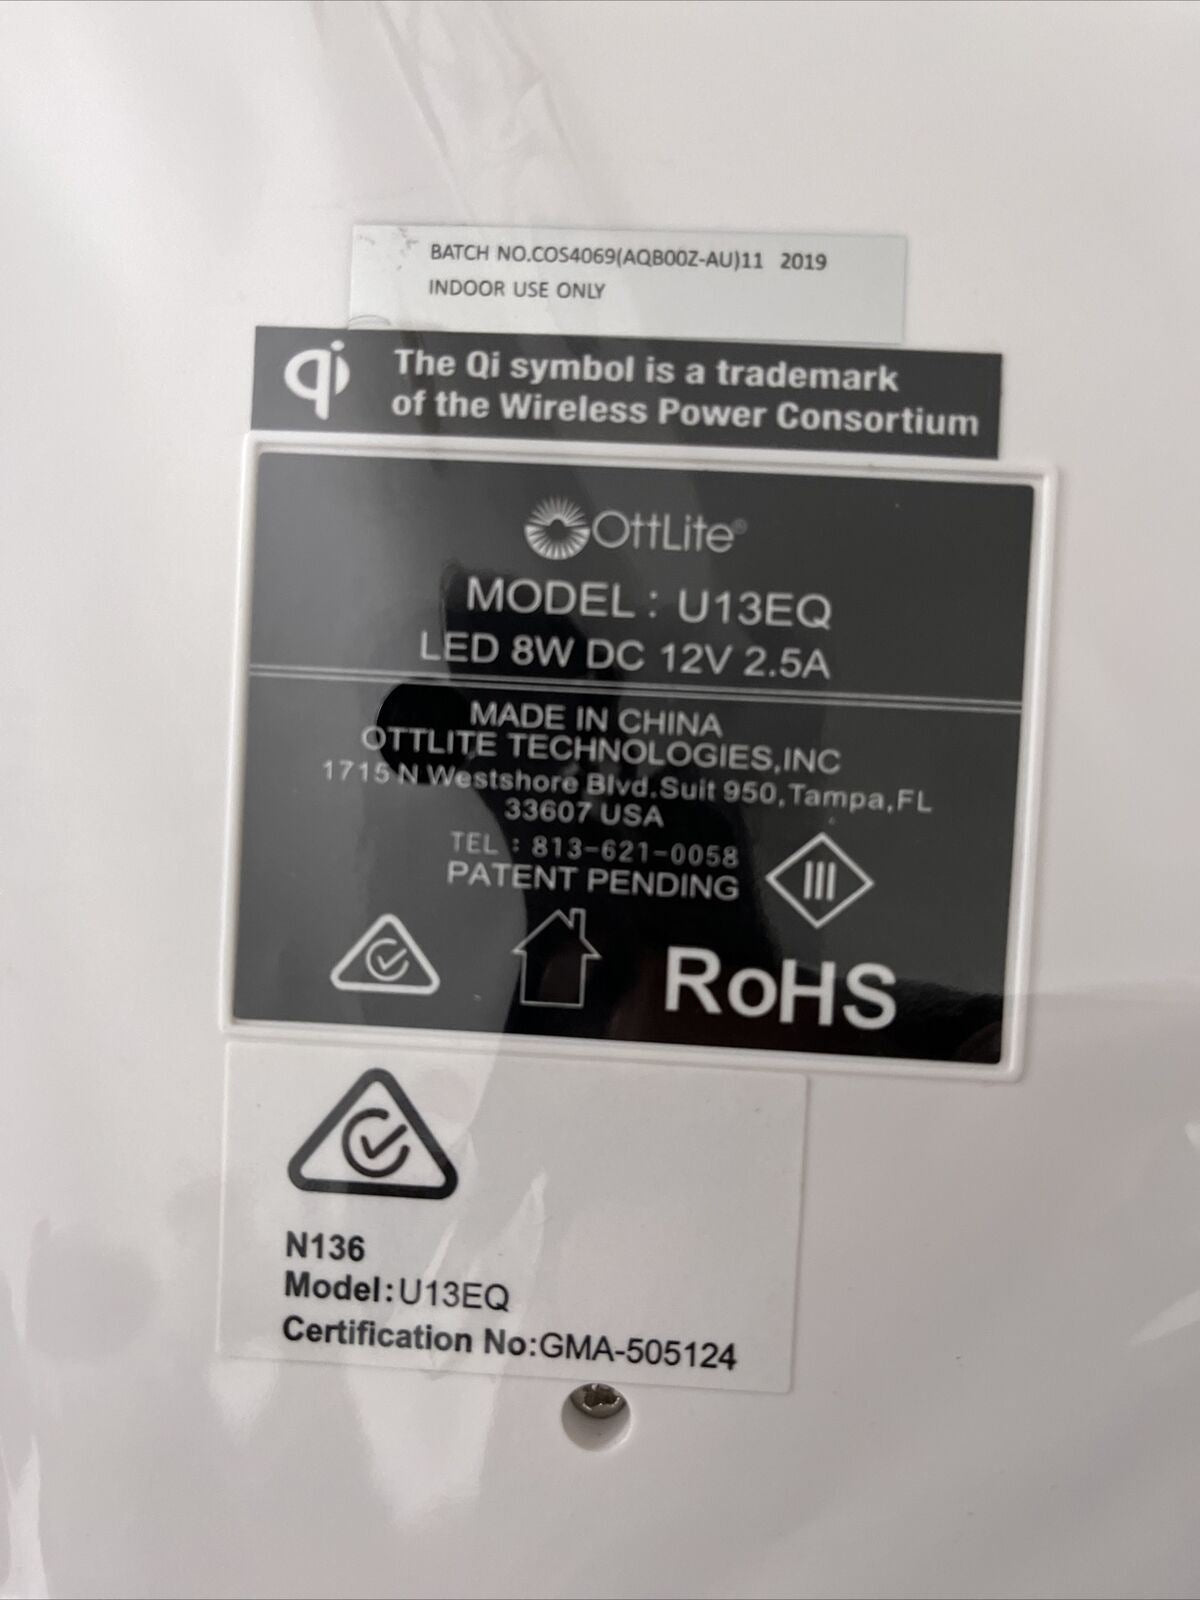 BATCH NO.COS4069(AQB00Z-AU)11 2019
INDOOR USE ONLY
qi The Qi symbol is a trademark
of the Wireless Power Consortium
OttLite®
MODEL : U13EQ
LED 8W DC 12V 2.5A
MADE IN CHINA
OTTLITE TECHNOLOGIES,INC
1715 N Westshore Blvd.Suit 950,Tampa,FL
33607 USA
TEL : 813-621-0058
PATENT PENDING
III
RoHS
N136
Model:U13EQ
Certification No:GMA-505124